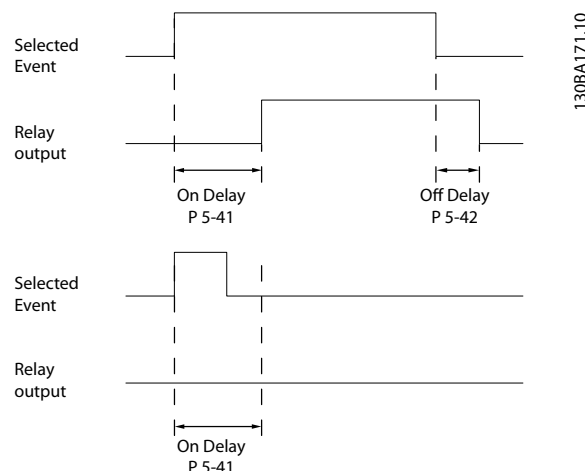 Selected
Event
Relay
output
On Delay
P 5-41
Off Delay
P 5-42
Selected
Event
Relay
output
On Delay
P 5-41
130BA171.10